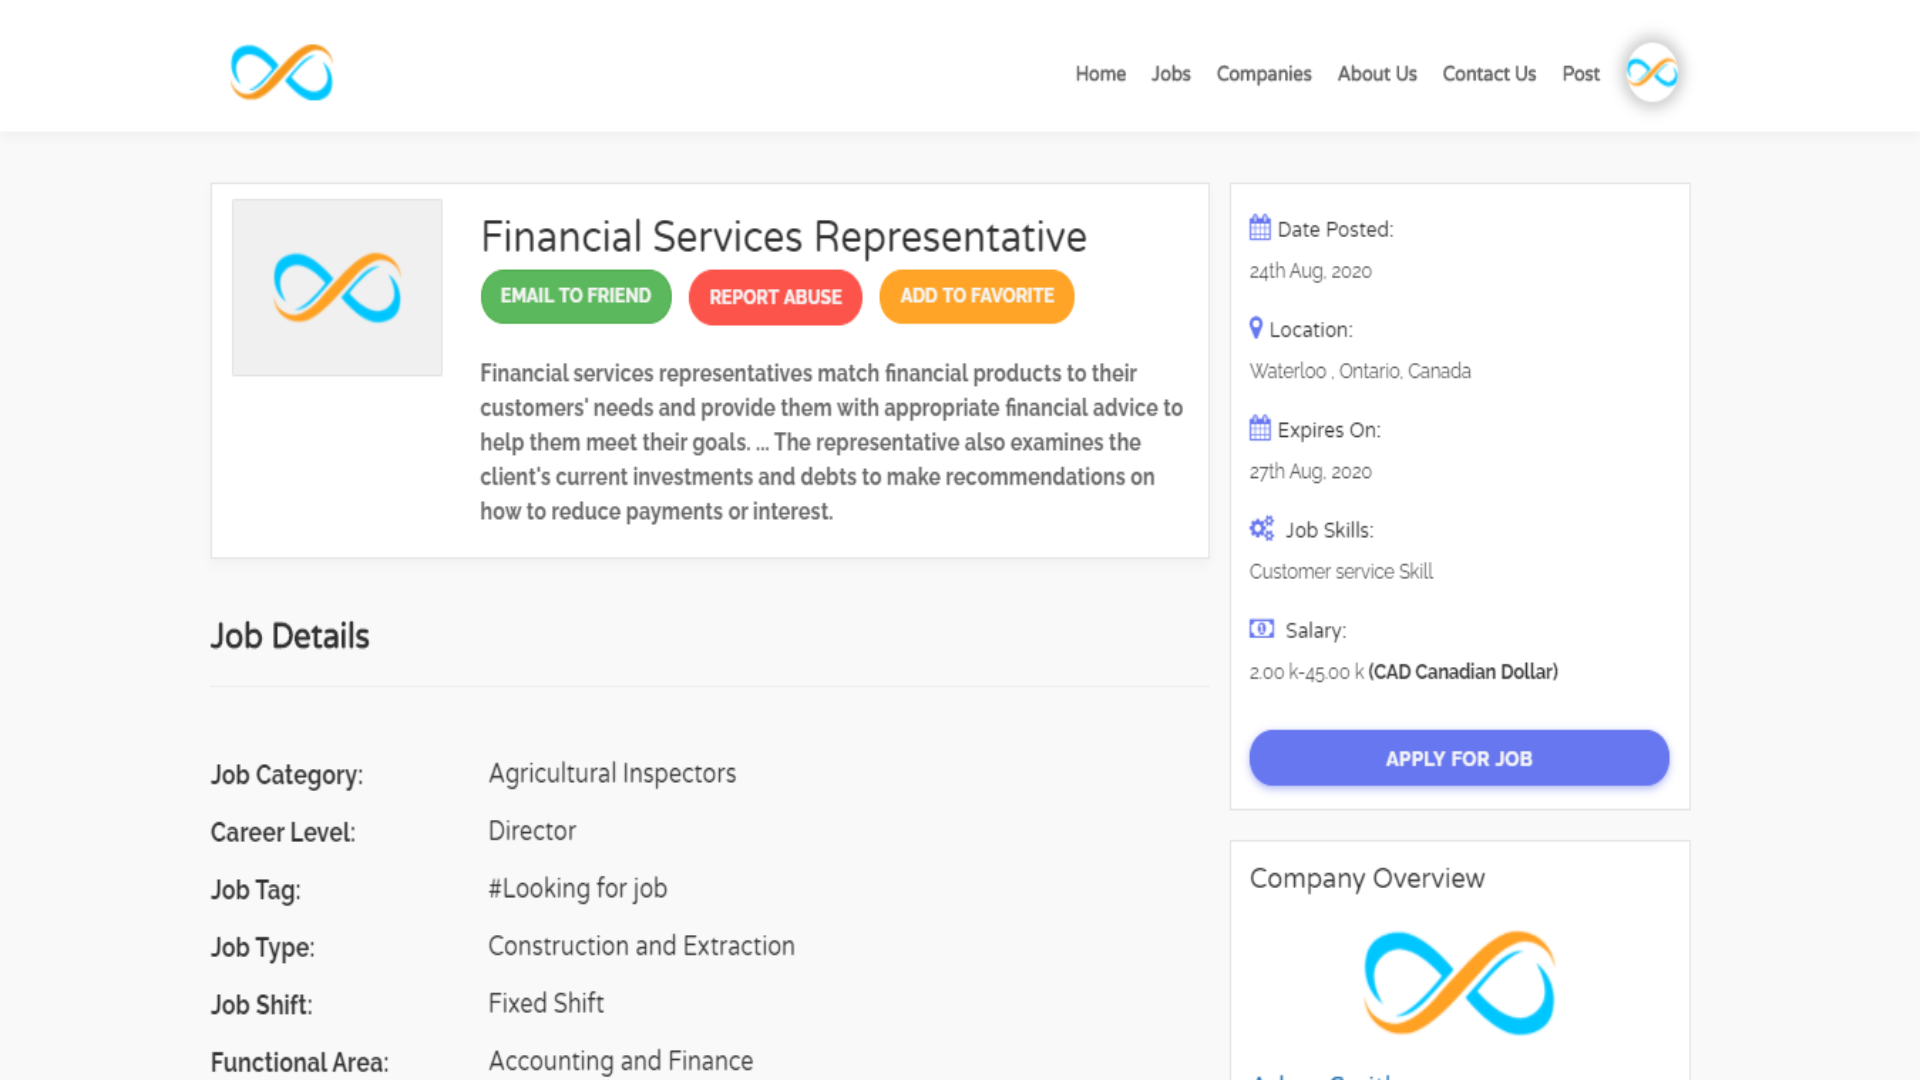 Home Jobs Companies About Us Contact Us Post
Financial Services Representative
EMAIL TO FRIEND REPORT ABUSE ADD TO FAVORITE
Financial services representatives match financial products to their
customers' needs and provide them with appropriate financial advice to
help them meet their goals. ... The representative also examines the
client's current investments and debts to make recommendations on
how to reduce payments or interest.
Job Details
Job Category: Agricultural Inspectors
Career Level: Director
Job Tag: #Looking for job
Job Type: Construction and Extraction
Job Shift: Fixed Shift
Functional Area: Accounting and Finance
Date Posted:
24th Aug, 2020
Location:
Waterloo , Ontario, Canada
Expires On:
27th Aug, 2020
Job Skills:
Customer service Skill
Salary:
2.00 k-45.00 k (CAD Canadian Dollar)
APPLY FOR JOB
Company Overview